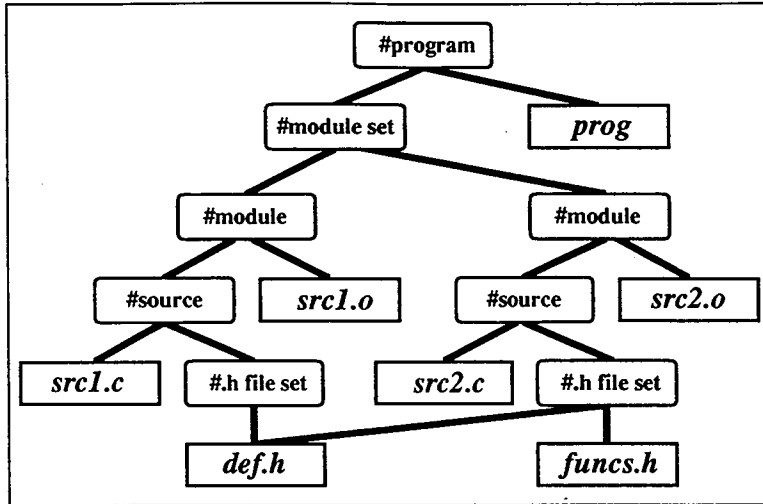 #program
#module set
prog
#module
#module
#source
src1.o
#source
src2.o
src1.c
#.h file set
src2.c
#.h file set
def.h
funcs.h